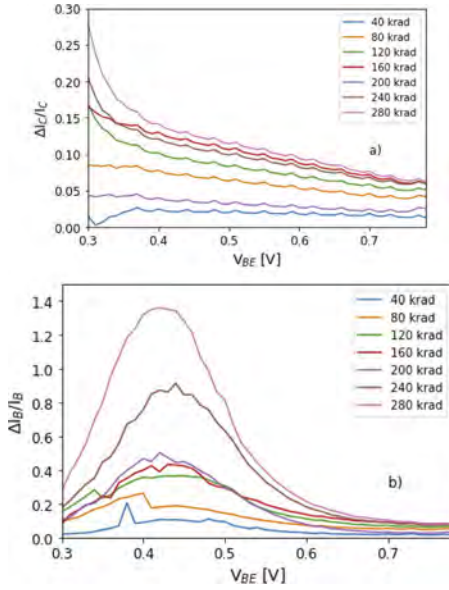 0.30
0.25
0.20
0.15
0.10
0.05
0.00
ΔI_C/I_C
40 krad
80 krad
120 krad
160 krad
200 krad
240 krad
280 krad
a)
0.3 0.4 0.5 0.6 0.7
V_BE [V]
1.4
1.2
1.0
0.8
0.6
0.4
0.2
0.0
ΔI_B/I_B
40 krad
80 krad
120 krad
160 krad
200 krad
240 krad
280 krad
b)
0.3 0.4 0.5 0.6 0.7
V_BE [V]